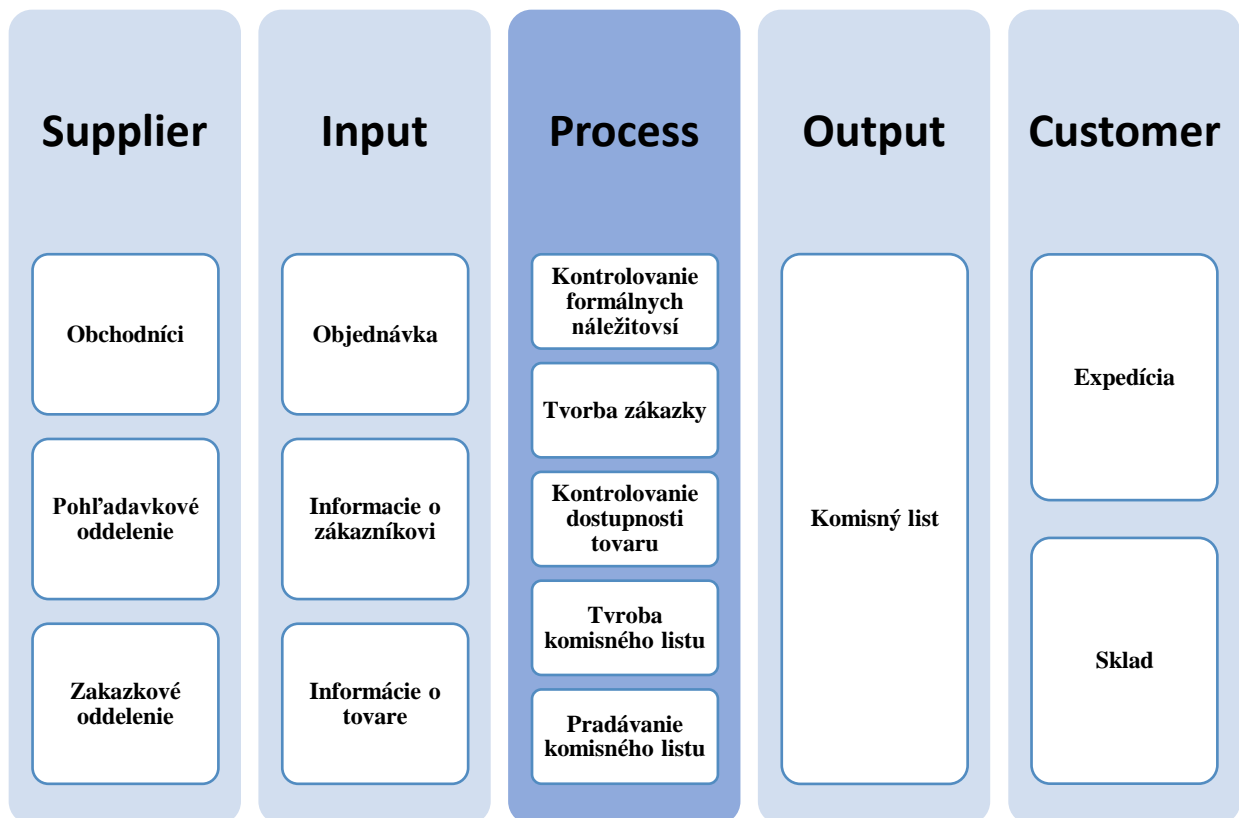 Supplier
Input
Process
Output
Customer
Obchodníci
Pohľadavkové
oddelenie
Zakazkové
oddelenie
Objednávka
Informacie o
zákazníkovi
Informácie o
tovare
Kontrolovanie
formálnych
náležitovsí
Tvorba zákazky
Kontrolovanie
dostupnosti
tovaru
Tvroba
komisného listu
Pradávanie
komisného listu
Komisný list
Expedícia
Sklad